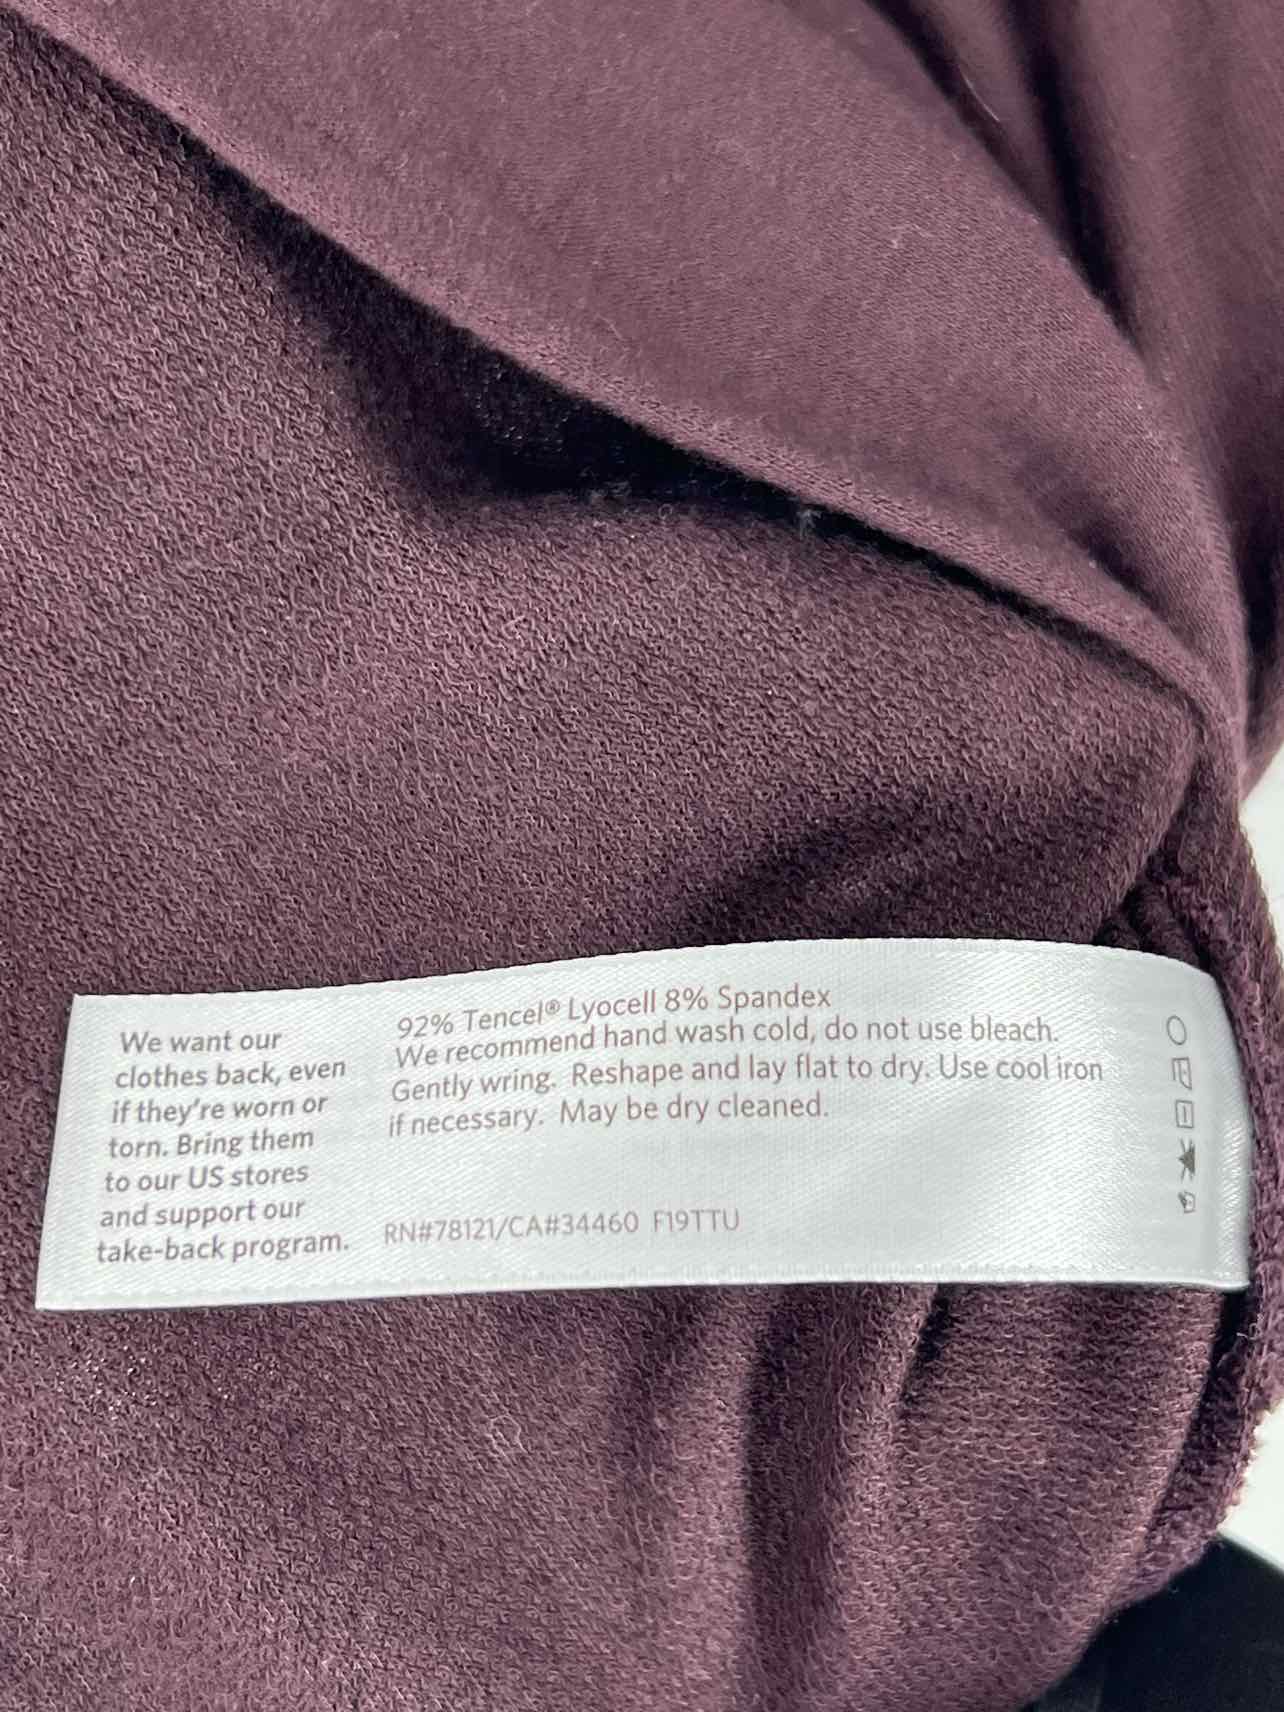 We want our
clothes back, even
if they're worn or
torn. Bring them
to our US stores
and support our
take-back program.
92% Tencel® Lyocell 8% Spandex
We recommend hand wash cold, do not use bleach.
Gently wring. Reshape and lay flat to dry. Use cool iron
if necessary. May be dry cleaned.
RN#78121/CA#34460 F19TTU